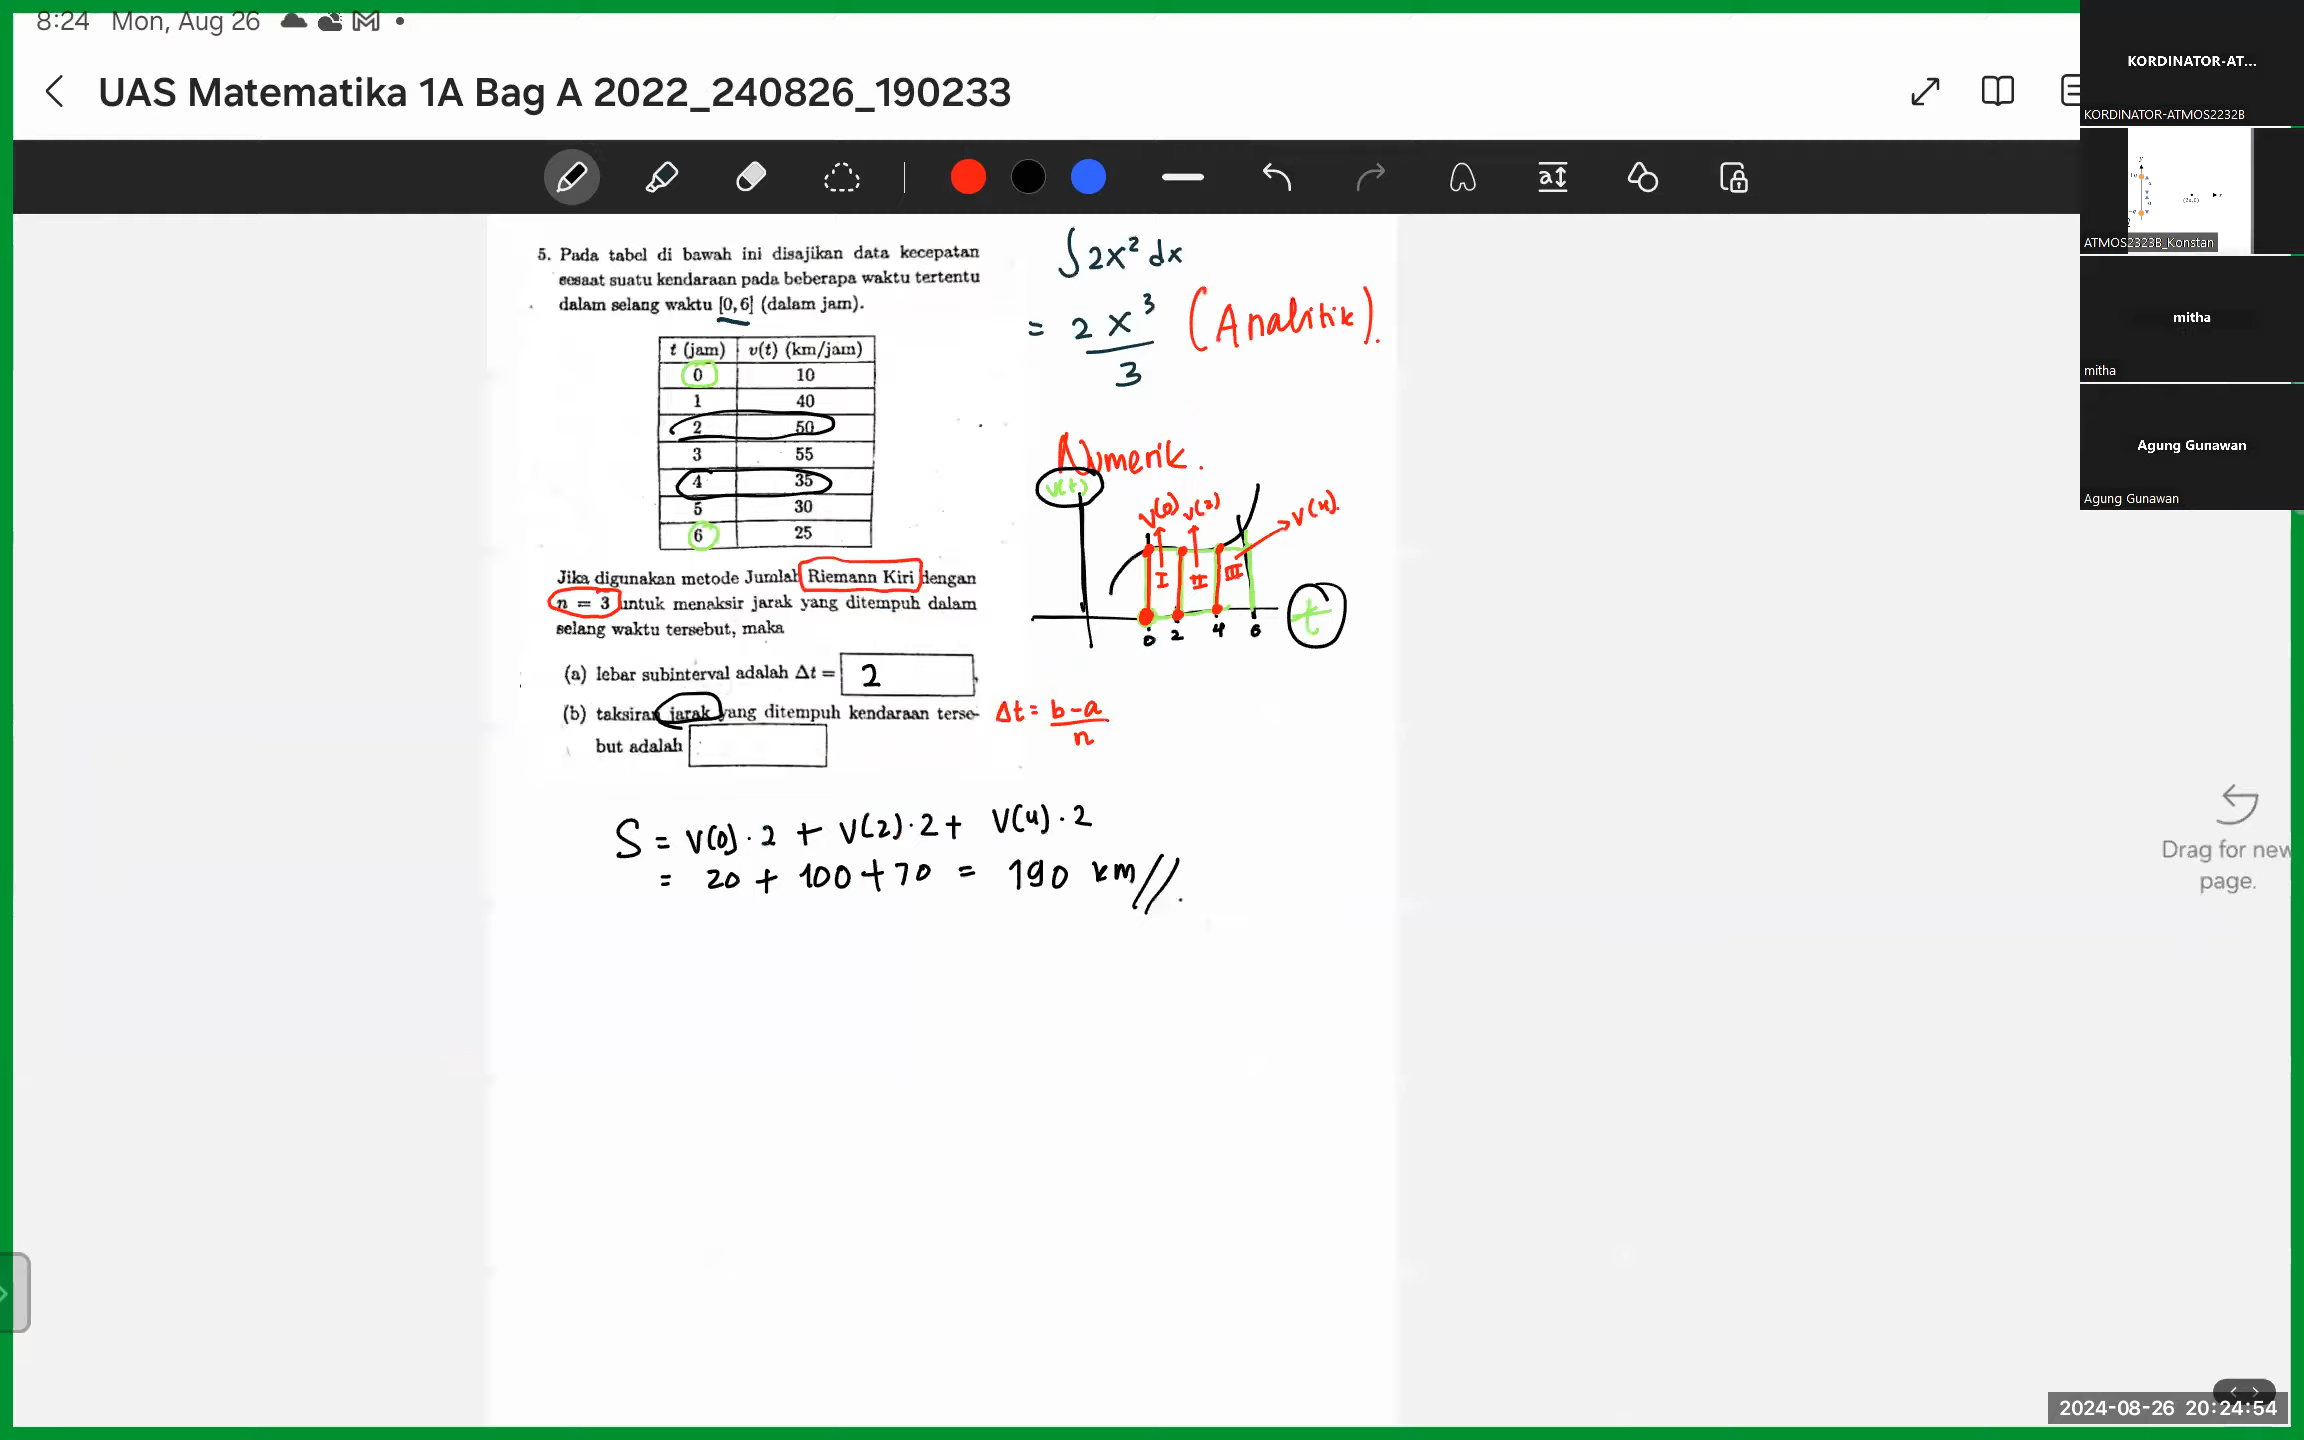 8:24 Mon, Aug 26
UAS Matematika 1A Bag A 2022_240826_190233
KORDINATOR-AT...
KORDINATOR-ATMOS2232B
ATMOS2323B_Konstan
mitha
mitha
Agung Gunawan
Agung Gunawan
5. Pada tabel di bawah ini disajikan data kecepatan
sesaat suatu kendaraan pada beberapa waktu tertentu
dalam selang waktu [0, 6] (dalam jam).
t (jam) v(t) (km/jam)
0 10
1 40
2 50
3 55
4 35
5 30
6 25
Jika digunakan metode Jumlah Riemann Kiri dengan
n = 3 untuk menaksir jarak yang ditempuh dalam
selang waktu tersebut, maka
(a) lebar subinterval adalah Δt = 2
(b) taksiran jarak yang ditempuh kendaraan terse-
but adalah
∫2x² dx
= 2x³/3 (Analitik).
Numerik.
v(t)
v(0) v(2) v(4).
I II III
0 2 4 6
t
Δt = b-a/n
S = v(0) · 2 + v(2) · 2 + v(4) · 2
= 20 + 100 + 70 = 190 km//.
Drag for new
page.
2024-08-26 20:24:54